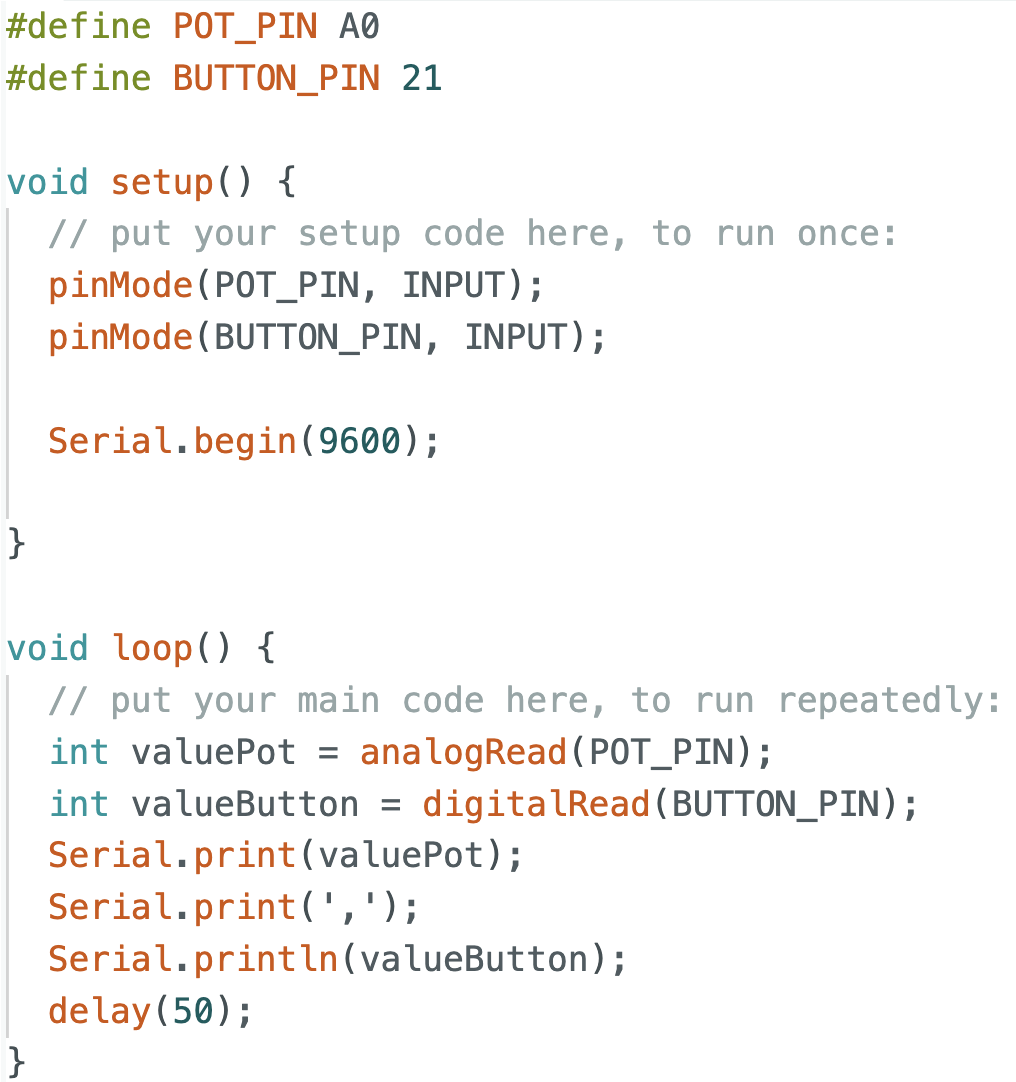 #define POT_PIN A0
#define BUTTON_PIN 21
void setup() {
// put your setup code here, to run once:
pinMode(POT_PIN, INPUT);
pinMode(BUTTON_PIN, INPUT);
Serial.begin(9600);
}
void loop() {
// put your main code here, to run repeatedly:
int valuePot = analogRead(POT_PIN);
int valueButton = digitalRead(BUTTON_PIN);
Serial.print(valuePot);
Serial.print(',');
Serial.println(valueButton);
delay(50);
}